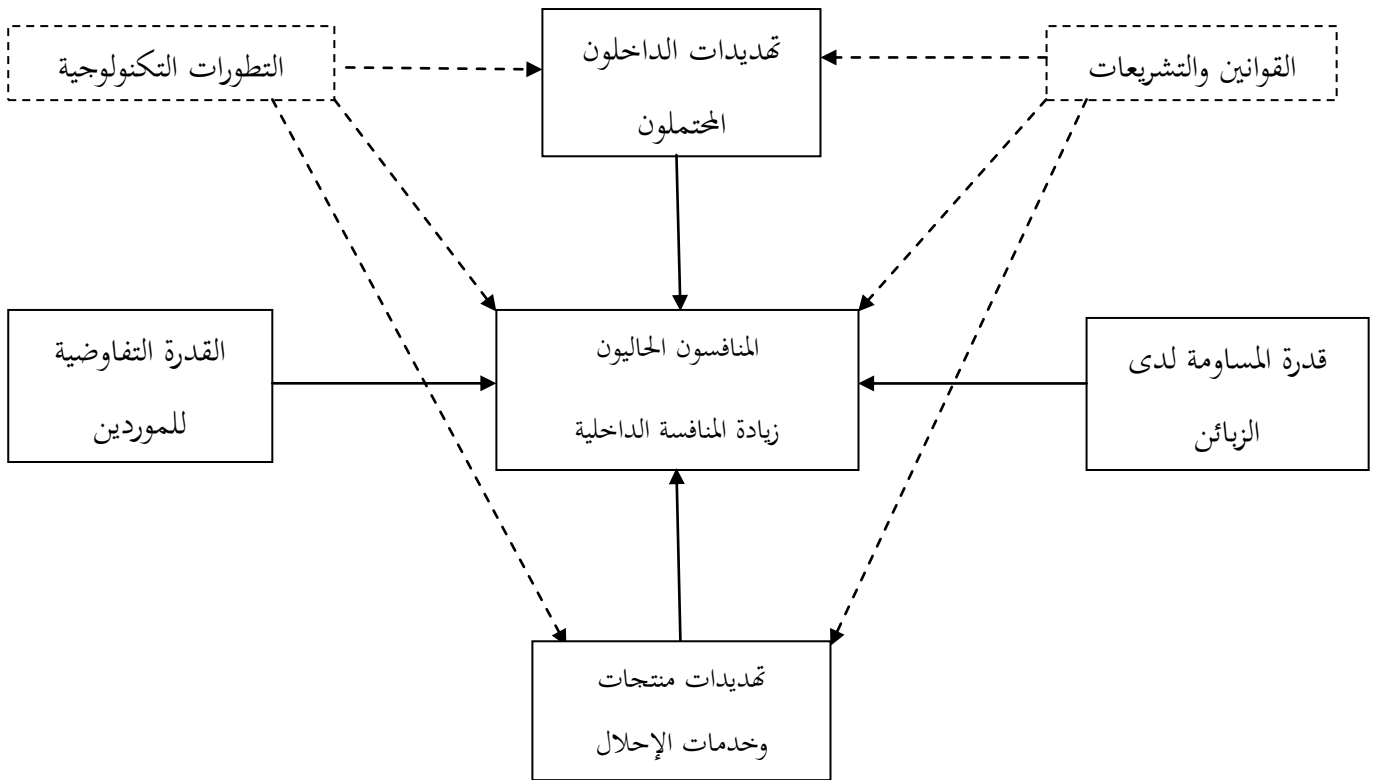 القوانين والتشريعات
تهديدات الداخلون
المحتملون
التطورات التكنولوجية
قدرة المساومة لدى
الزبائن
المنافسون الحاليون
زيادة المنافسة الداخلية
القدرة التفاوضية
للموردين
تهديدات منتجات
وخدمات الإحلال